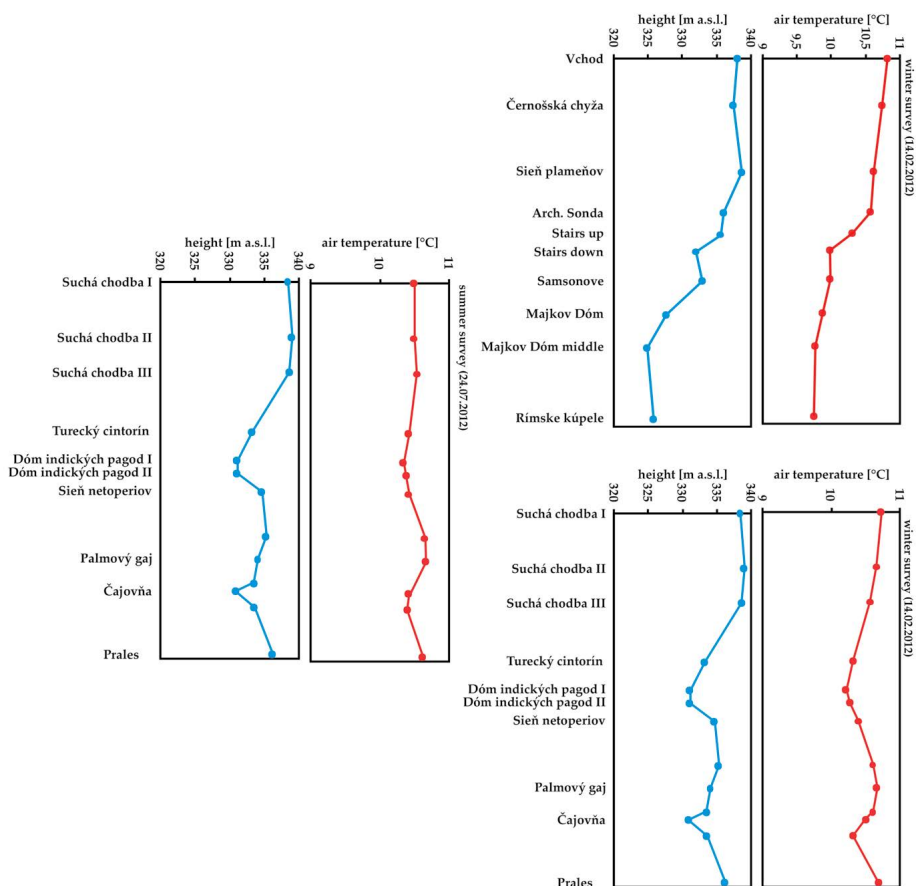 height [m a.s.l.]
air temperature [°C]
320 325 330 335 340
9 9,5 10 10,5 11
winter survey (14.02.2012)
Vchod
Černošská chyža
Sieň plameňov
Arch. Sonda
Stairs up
Stairs down
Samsonove
Majkov Dóm
Majkov Dóm middle
Rímske kúpele
height [m a.s.l.]
air temperature [°C]
320 325 330 335 340
9 10 11
summer survey (24.07.2012)
Suchá chodba I
Suchá chodba II
Suchá chodba III
Turecký cintorín
Dóm indických pagod I
Dóm indických pagod II
Sieň netoperiov
Palmový gaj
Čajovňa
Prales
height [m a.s.l.]
air temperature [°C]
320 325 330 335 340
9 10 11
winter survey (14.02.2012)
Suchá chodba I
Suchá chodba II
Suchá chodba III
Turecký cintorín
Dóm indických pagod I
Dóm indických pagod II
Sieň netoperiov
Palmový gaj
Čajovňa
Prales